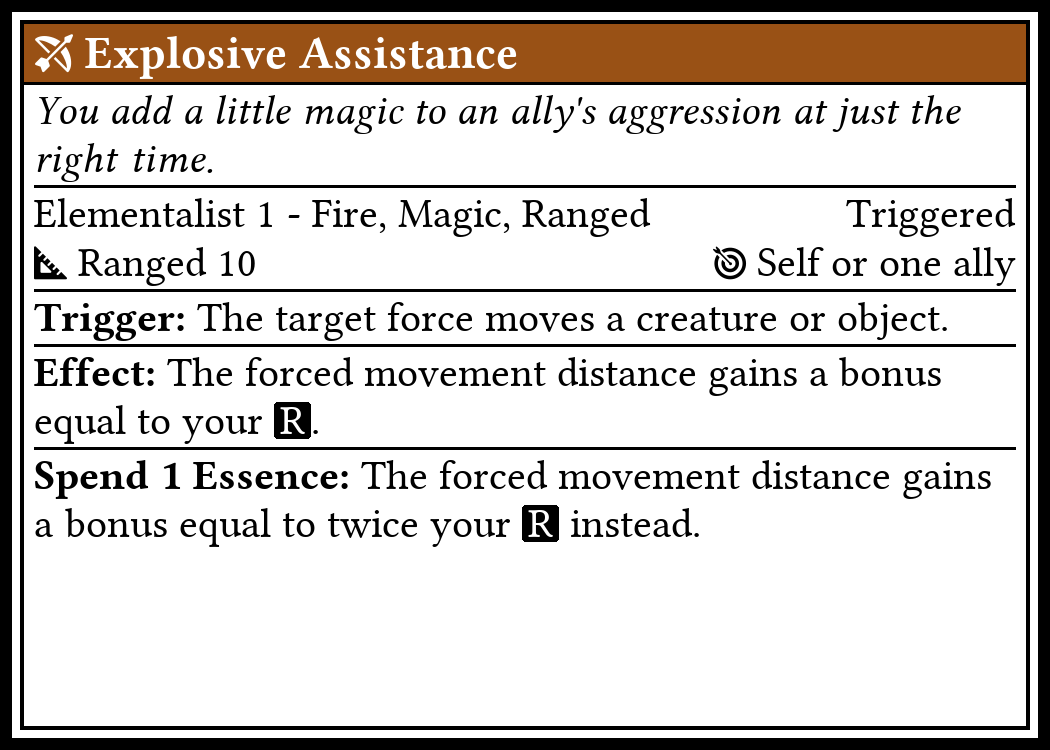 Explosive Assistance
You add a little magic to an ally's aggression at just the
right time.
Elementalist 1 - Fire, Magic, Ranged Triggered
Ranged 10 Self or one ally
Trigger: The target force moves a creature or object.
Effect: The forced movement distance gains a bonus
equal to your R.
Spend 1 Essence: The forced movement distance gains
a bonus equal to twice your R instead.